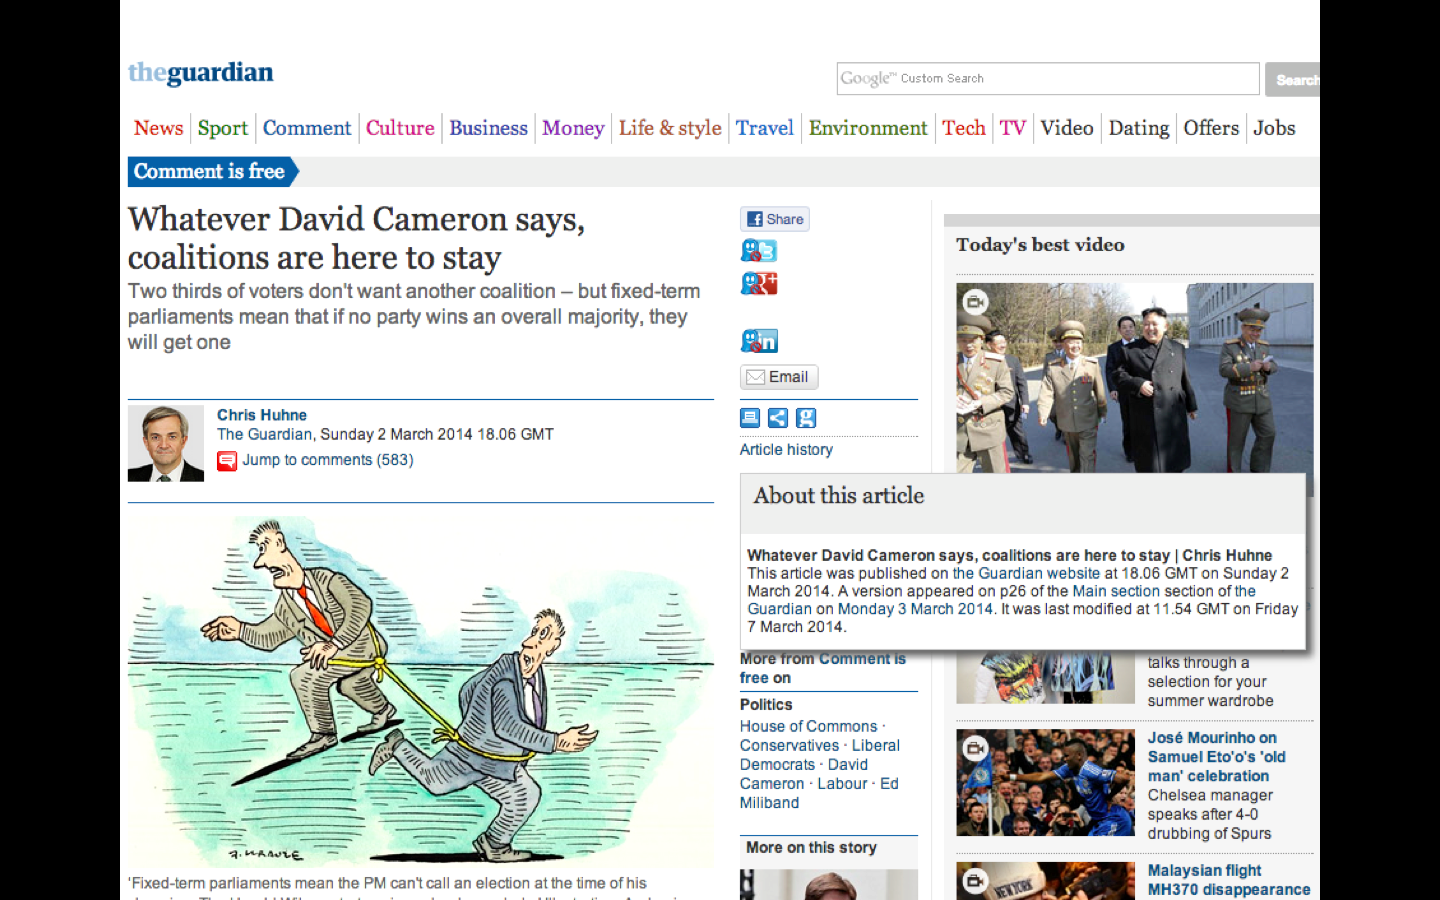 theguardian
Google™ Custom Search
Search
News Sport Comment Culture Business Money Life & style Travel Environment Tech TV Video Dating Offers Jobs
Comment is free
Whatever David Cameron says,
coalitions are here to stay
Two thirds of voters don't want another coalition – but fixed-term
parliaments mean that if no party wins an overall majority, they
will get one
Chris Huhne
The Guardian, Sunday 2 March 2014 18.06 GMT
Jump to comments (583)
A. KRAUZE
'Fixed-term parliaments mean the PM can't call an election at the time of his
Share
in
Email
Article history
About this article
Whatever David Cameron says, coalitions are here to stay | Chris Huhne
This article was published on the Guardian website at 18.06 GMT on Sunday 2
March 2014. A version appeared on p26 of the Main section section of the
Guardian on Monday 3 March 2014. It was last modified at 11.54 GMT on Friday
7 March 2014.
More from Comment is
free on
Politics
House of Commons ·
Conservatives · Liberal
Democrats · David
Cameron · Labour · Ed
Miliband
More on this story
Today's best video
talks through a
selection for your
summer wardrobe
José Mourinho on
Samuel Eto'o's 'old
man' celebration
Chelsea manager
speaks after 4-0
drubbing of Spurs
NEW YORK
Malaysian flight
MH370 disappearance